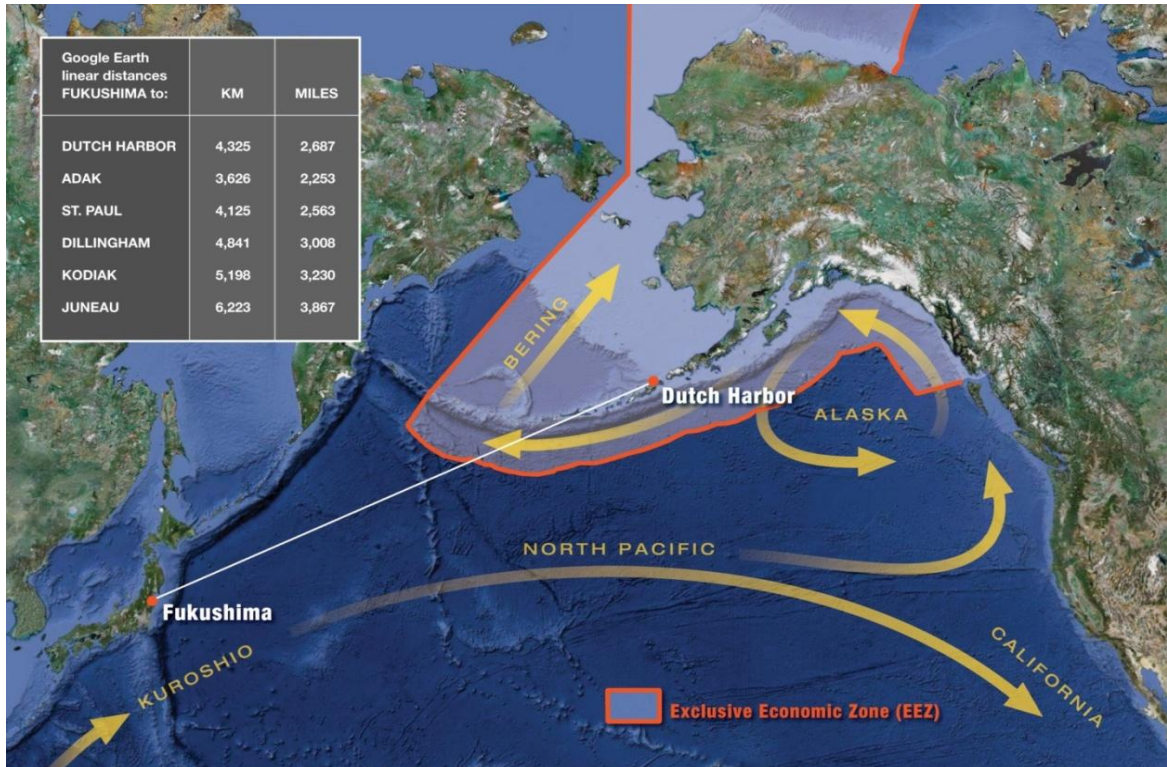 Google Earth
linear distances
FUKUSHIMA to:
KM
MILES
DUTCH HARBOR 4,325 2,687
ADAK 3,626 2,253
ST. PAUL 4,125 2,563
DILLINGHAM 4,841 3,008
KODIAK 5,198 3,230
JUNEAU 6,223 3,867
BERING
Dutch Harbor
ALASKA
NORTH PACIFIC
Fukushima
KUROSHIO
CALIFORNIA
Exclusive Economic Zone (EEZ)